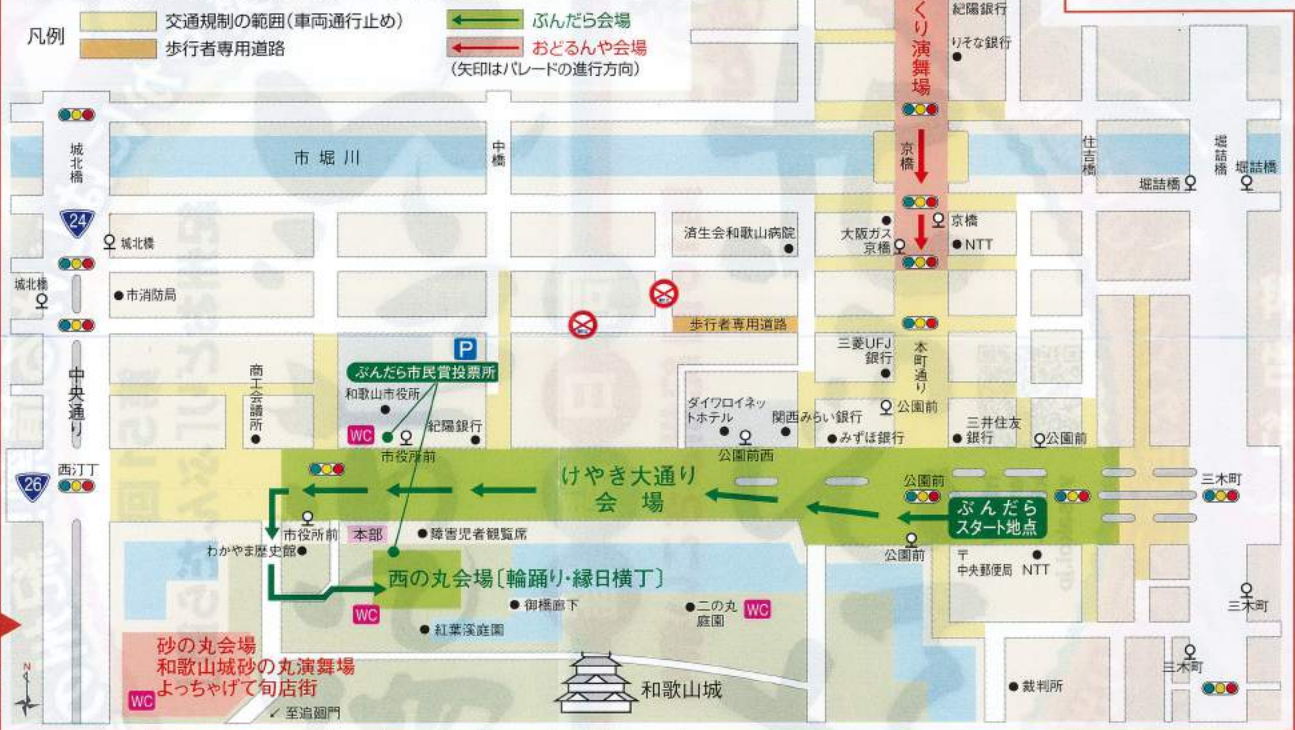 凡例
交通規制の範囲(車両通行止め)
歩行者専用道路
ぶんだら会場
おどるんや会場
(矢印はパレードの進行方向)
くり演舞場
紀陽銀行
りそな銀行
城北橋
市堀川
中橋
京橋
住吉橋
堀詰橋
堀詰橋
堀詰橋
24
城北橋
済生会和歌山病院
大阪ガス
京橋
京橋
NTT
城北橋
市消防局
歩行者専用道路
三菱UFJ
銀行
本町通り
P
ぶんだら市民賞投票所
中央通り
商工会議所
和歌山市役所
WC
市役所前
紀陽銀行
ダイワロイネッ
トホテル
関西みらい銀行
公園前西
みずほ銀行
公園前
三井住友
銀行
公園前
26
西汀丁
けやき大通り
会場
公園前
三木町
ぶんだら
スタート地点
市役所前
本部
障害児者観覧席
わかやま歴史館
公園前
〒
中央郵便局
NTT
西の丸会場〔輪踊り・縁日横丁〕
WC
御橋廊下
二の丸
庭園
WC
三木町
紅葉渓庭園
砂の丸会場
和歌山城砂の丸演舞場
よっちゃげて旬店街
WC
和歌山城
三木町
裁判所
N
↙至追廻門